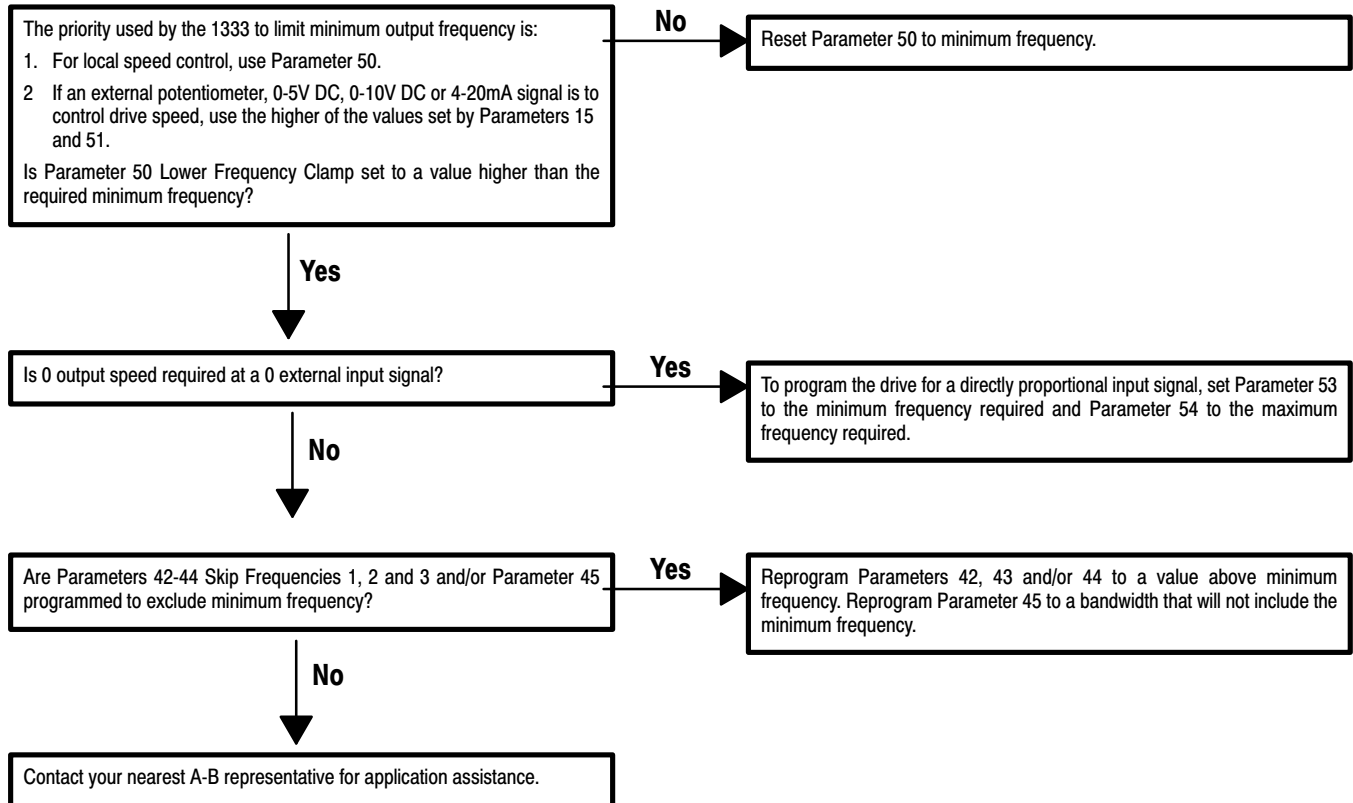 The priority used by the 1333 to limit minimum output frequency is:
1. For local speed control, use Parameter 50.
2 If an external potentiometer, 0-5V DC, 0-10V DC or 4-20mA signal is to
control drive speed, use the higher of the values set by Parameters 15
and 51.
Is Parameter 50 Lower Frequency Clamp set to a value higher than the
required minimum frequency?
No
Reset Parameter 50 to minimum frequency.
Yes
Is 0 output speed required at a 0 external input signal?
Yes
To program the drive for a directly proportional input signal, set Parameter 53
to the minimum frequency required and Parameter 54 to the maximum
frequency required.
No
Are Parameters 42-44 Skip Frequencies 1, 2 and 3 and/or Parameter 45
programmed to exclude minimum frequency?
Yes
Reprogram Parameters 42, 43 and/or 44 to a value above minimum
frequency. Reprogram Parameter 45 to a bandwidth that will not include the
minimum frequency.
No
Contact your nearest A-B representative for application assistance.